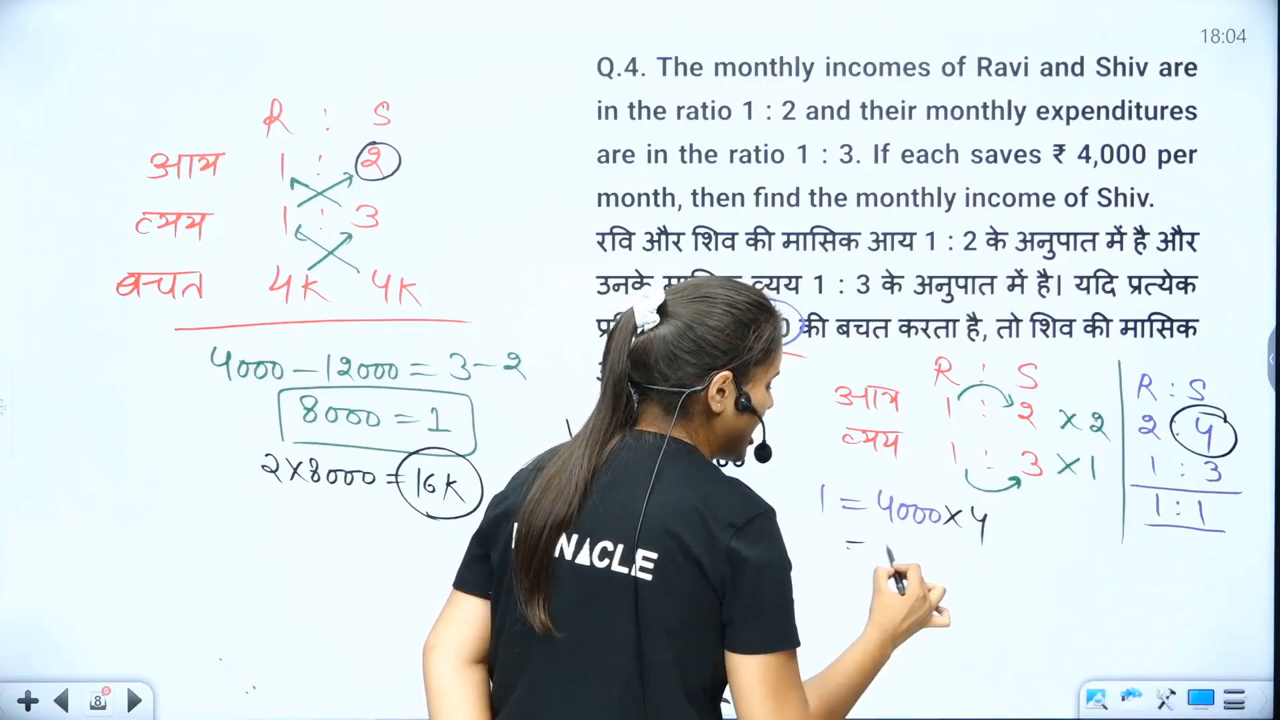 18:04
Q.4. The monthly incomes of Ravi and Shiv are
in the ratio 1 : 2 and their monthly expenditures
are in the ratio 1 : 3. If each saves ₹ 4,000 per
month, then find the monthly income of Shiv.
रवि और शिव की मासिक आय 1 : 2 के अनुपात में है और
उनके व्यय 1 : 3 के अनुपात में है। यदि प्रत्येक
की बचत करता है, तो शिव की मासिक
R : S
आय 1 : 2
व्यय 1 : 3
बचत 4K 4K
4000 - 12000 = 3 - 2
8000 = 1
2 x 8000 = 16K
R : S
आय 1 : 2 x 2
व्यय 1 : 3 x 1
1 = 4000 x 4
=
R : S
2 4
1 : 3
1 : 1
PINNACLE
8
6